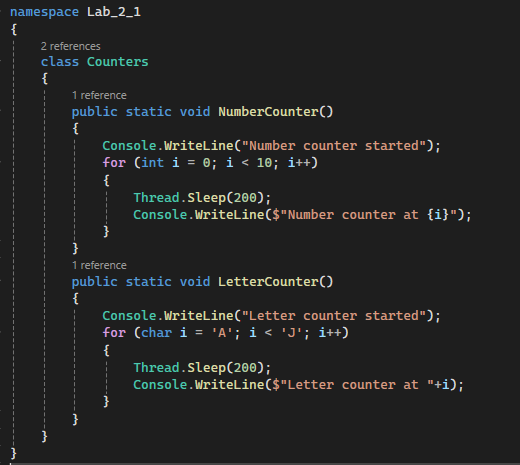 namespace Lab_2_1
{
2 references
class Counters
{
1 reference
public static void NumberCounter()
{
Console.WriteLine("Number counter started");
for (int i = 0; i < 10; i++)
{
Thread.Sleep(200);
Console.WriteLine($"Number counter at {i}");
}
}
1 reference
public static void LetterCounter()
{
Console.WriteLine("Letter counter started");
for (char i = 'A'; i < 'J'; i++)
{
Thread.Sleep(200);
Console.WriteLine($"Letter counter at "+i);
}
}
}
}